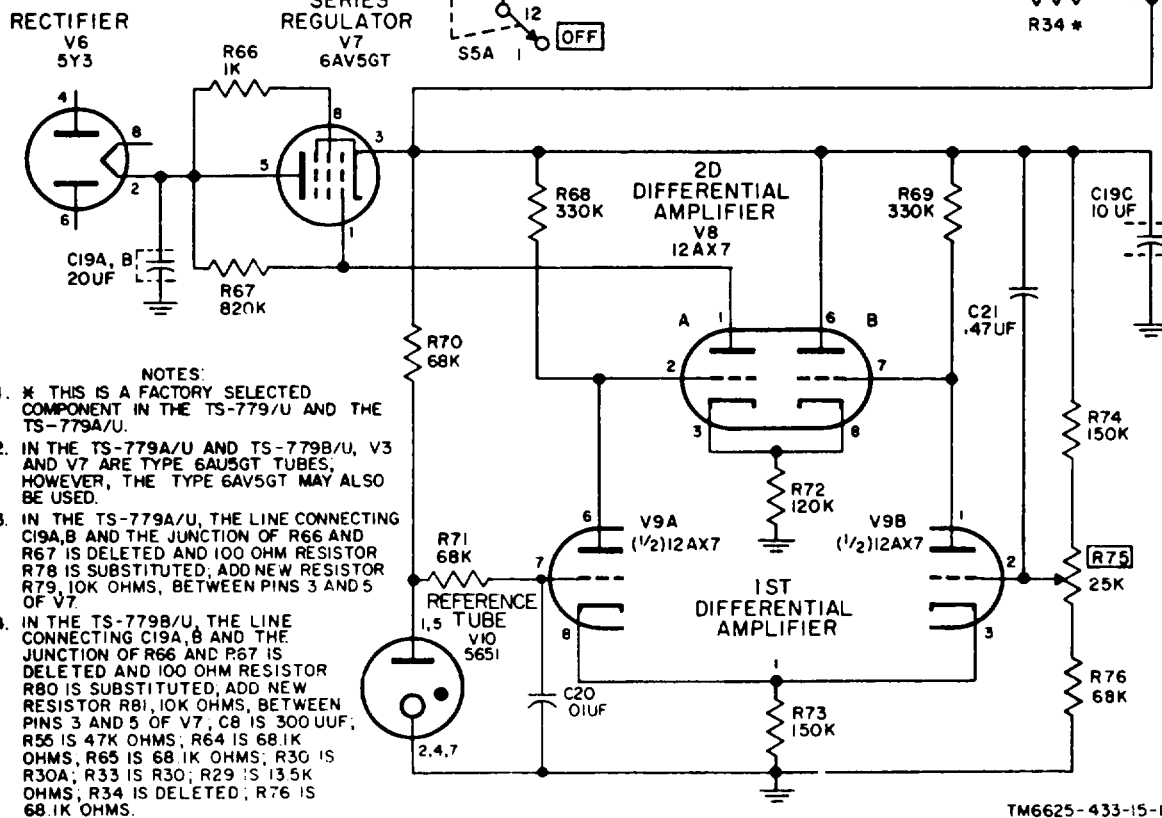 RECTIFIER
V6
5Y3
SERIES
REGULATOR
V7
6AV5GT
12
OFF
S5A
1
R34 *
R66
1K
4
8
2
6
8
3
5
1
C19A, B
20UF
R67
820K
R68
330K
2D
DIFFERENTIAL
AMPLIFIER
V8
12AX7
R69
330K
C19C
10 UF
C21
.47UF
A
1
6
B
2
7
3
8
R70
68K
R72
120K
R74
150K
NOTES:
1. * THIS IS A FACTORY SELECTED
COMPONENT IN THE TS-779/U AND THE
TS-779A/U.
2. IN THE TS-779A/U AND TS-779B/U, V3
AND V7 ARE TYPE 6AU5GT TUBES;
HOWEVER, THE TYPE 6AV5GT MAY ALSO
BE USED.
3. IN THE TS-779A/U, THE LINE CONNECTING
C19A,B AND THE JUNCTION OF R66 AND
R67 IS DELETED AND 100 OHM RESISTOR
R78 IS SUBSTITUTED; ADD NEW RESISTOR
R79, 10K OHMS, BETWEEN PINS 3 AND 5
OF V7.
4. IN THE TS-779B/U, THE LINE
CONNECTING C19A,B AND THE
JUNCTION OF R66 AND R67 IS
DELETED AND 100 OHM RESISTOR
R80 IS SUBSTITUTED; ADD NEW
RESISTOR R81, 10K OHMS, BETWEEN
PINS 3 AND 5 OF V7; C8 IS 300 UUF;
R55 IS 47K OHMS; R64 IS 68.1K
OHMS, R65 IS 68.1K OHMS; R30 IS
R30A; R33 IS R30; R29 IS 13.5K
OHMS; R34 IS DELETED; R76 IS
68.1K OHMS.
R71
68K
REFERENCE
TUBE
V10
5651
1,5
2,4,7
C20
.01UF
6
7
8
V9A
(1/2)12AX7
V9B
(1/2)12AX7
1
2
3
1ST
DIFFERENTIAL
AMPLIFIER
1
R73
150K
R75
25K
R76
68K
TM6625-433-15-1